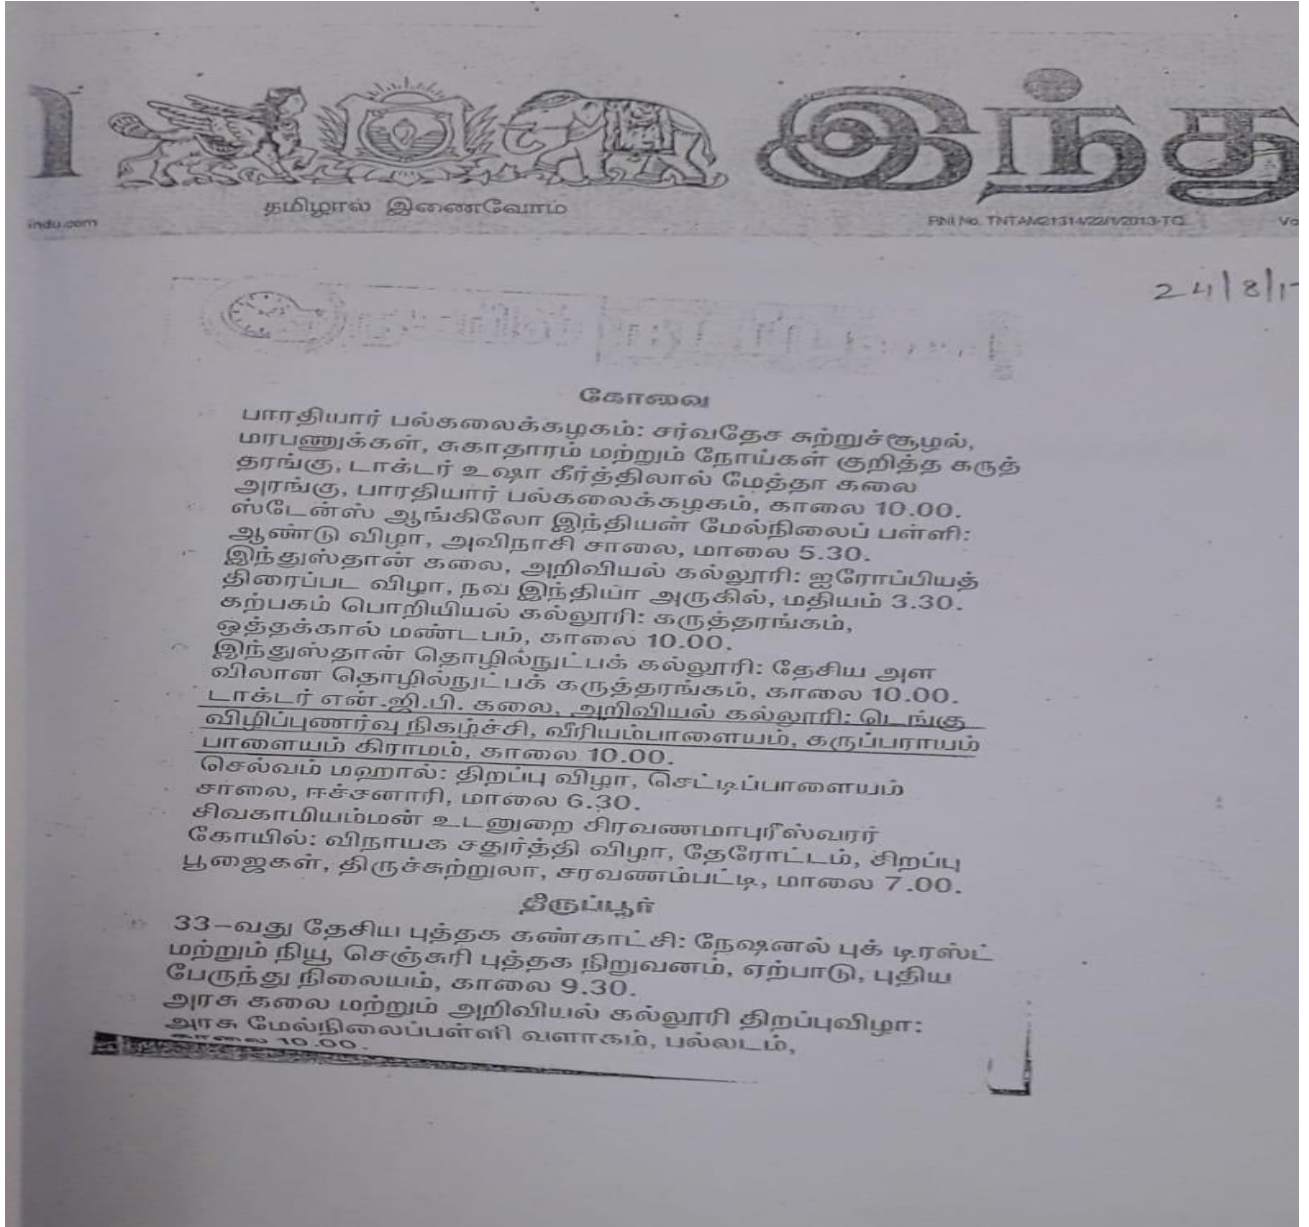 இந்த
தமிழால் இணைவோம்
indu.com
RNI No. TNTAM21314/22/1/2013-TC
Vo
24/8/1
கோவை
பாரதியார் பல்கலைக்கழகம்: சர்வதேச சுற்றுச்சூழல்,
மரபணுக்கள், சுகாதாரம் மற்றும் நோய்கள் குறித்த கருத்
தரங்கு, டாக்டர் உஷா கீர்த்திலால் மேத்தா கலை
அரங்கு, பாரதியார் பல்கலைக்கழகம், காலை 10.00.
ஸ்டேன்ஸ் ஆங்கிலோ இந்தியன் மேல்நிலைப் பள்ளி:
ஆண்டு விழா, அவிநாசி சாலை, மாலை 5.30.
இந்துஸ்தான் கலை, அறிவியல் கல்லூரி: ஐரோப்பியத்
திரைப்பட விழா, நவ இந்தியா அருகில், மதியம் 3.30.
கற்பகம் பொறியியல் கல்லூரி: கருத்தரங்கம்,
ஒத்தக்கால் மண்டபம், காலை 10.00.
இந்துஸ்தான் தொழில்நுட்பக் கல்லூரி: தேசிய அள
விலான தொழில்நுட்பக் கருத்தரங்கம், காலை 10.00.
டாக்டர் என்.ஜி.பி. கலை, அறிவியல் கல்லூரி: டெங்கு
விழிப்புணர்வு நிகழ்ச்சி, வீரியம்பாளையம், கருப்பராயம்
பாளையம் கிராமம், காலை 10.00.
செல்வம் மஹால்: திறப்பு விழா, செட்டிப்பாளையம்
சாலை, ஈச்சனாரி, மாலை 6.30.
சிவகாமியம்மன் உடனுறை சிரவணமாபுரீஸ்வரர்
கோயில்: விநாயக சதுர்த்தி விழா, தேரோட்டம், சிறப்பு
பூஜைகள், திருச்சுற்றுலா, சரவணம்பட்டி, மாலை 7.00.
திருப்பூர்
33-வது தேசிய புத்தக கண்காட்சி: நேஷனல் புக் டிரஸ்ட்
மற்றும் நியூ செஞ்சுரி புத்தக நிறுவனம், ஏற்பாடு, புதிய
பேருந்து நிலையம், காலை 9.30.
அரசு கலை மற்றும் அறிவியல் கல்லூரி திறப்புவிழா:
அரசு மேல்நிலைப்பள்ளி வளாகம், பல்லடம்,
காலை 10.00.